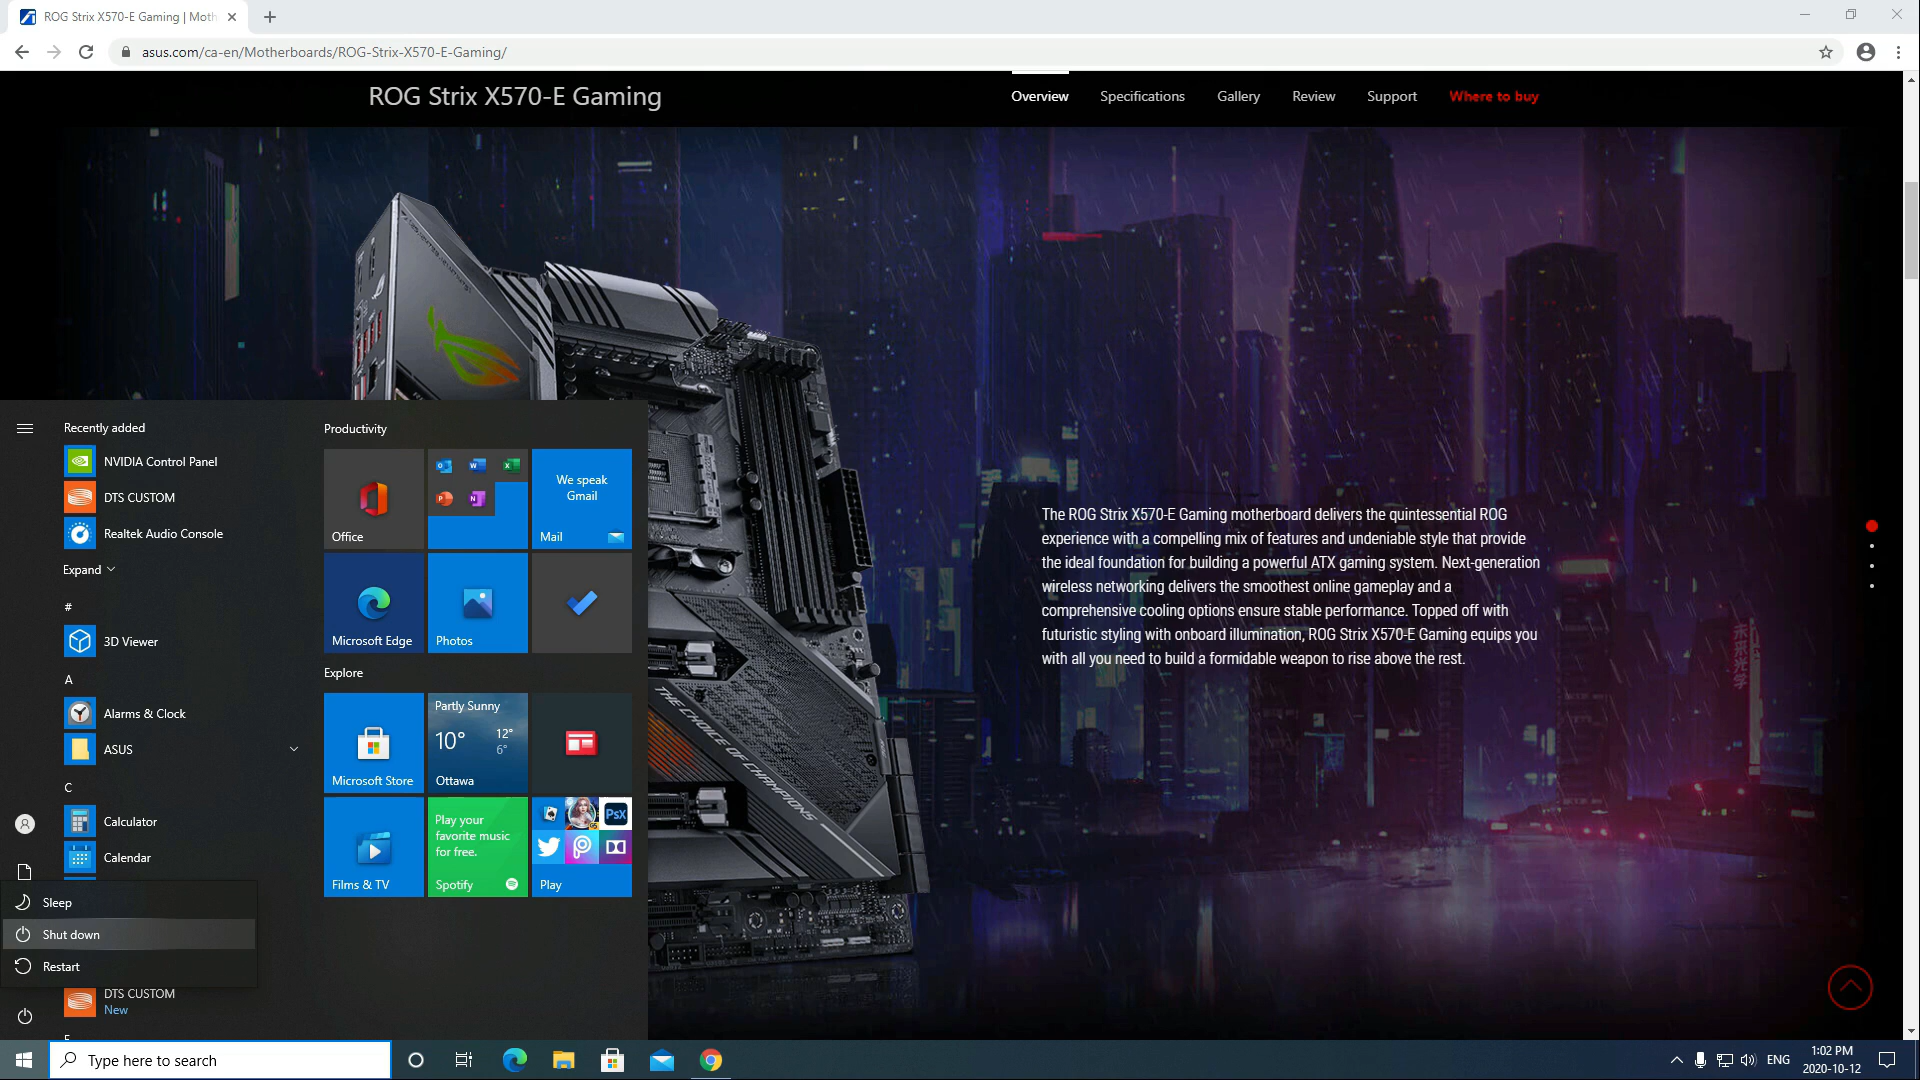 ROG Strix X570-E Gaming | Moth
asus.com/ca-en/Motherboards/ROG-Strix-X570-E-Gaming/
ROG Strix X570-E Gaming
Overview
Specifications
Gallery
Review
Support
Where to buy
THE CHOICE OF CHAMPIONS
The ROG Strix X570-E Gaming motherboard delivers the quintessential ROG
experience with a compelling mix of features and undeniable style that provide
the ideal foundation for building a powerful ATX gaming system. Next-generation
wireless networking delivers the smoothest online gameplay and a
comprehensive cooling options ensure stable performance. Topped off with
futuristic styling with onboard illumination, ROG Strix X570-E Gaming equips you
with all you need to build a formidable weapon to rise above the rest.
未来光学
Recently added
NVIDIA Control Panel
DTS CUSTOM
Realtek Audio Console
Expand
#
3D Viewer
A
Alarms & Clock
ASUS
C
Calculator
Calendar
Sleep
Shut down
Restart
DTS CUSTOM
New
Productivity
Office
We speak
Gmail
Mail
Microsoft Edge
Photos
Explore
Microsoft Store
Partly Sunny
10°
12°
6°
Ottawa
Films & TV
Play your
favorite music
for free.
Spotify
PsX
Play
Type here to search
ENG
1:02 PM
2020-10-12